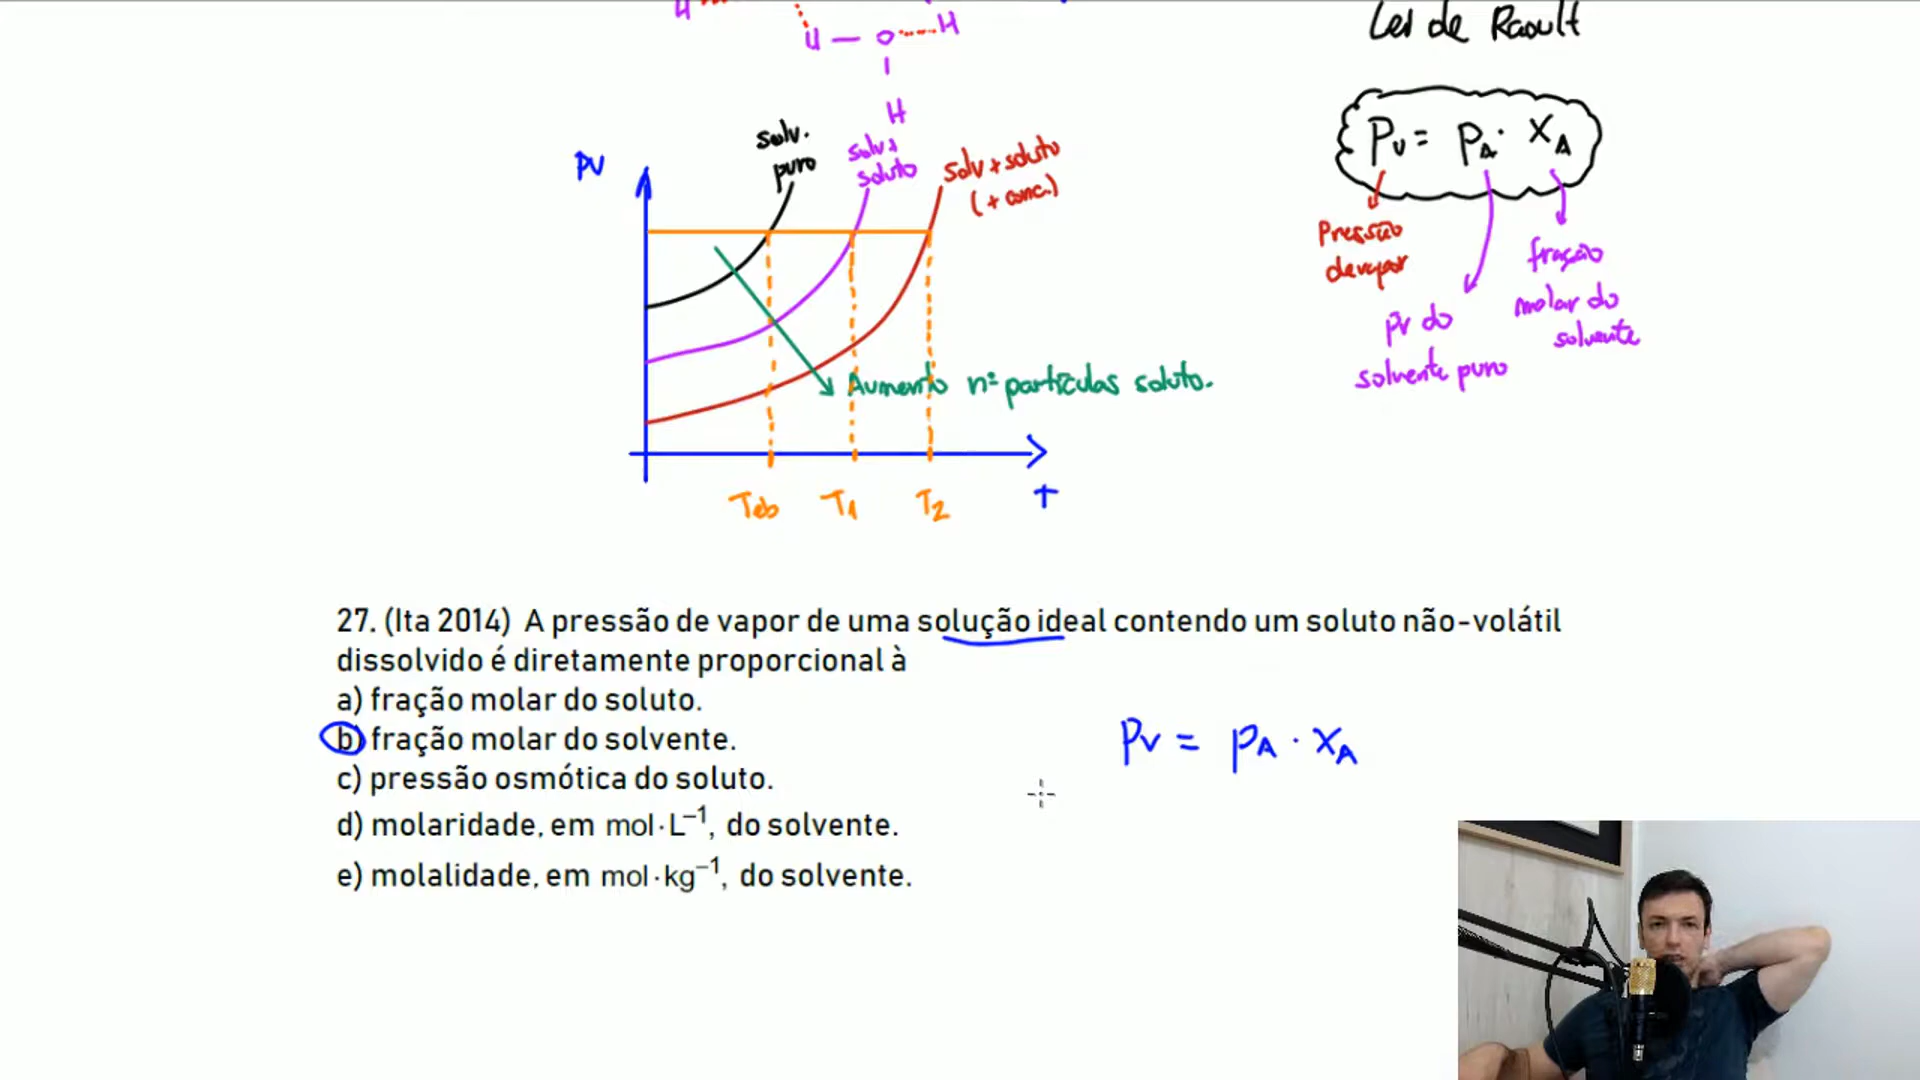 H
H — O ····· H
H
Lei de Raoult
PV = PA · XA
Pressão
de vapor
PV do
solvente puro
fração
molar do
solvente
PV
solv.
puro
solv+
soluto
solv + soluto
(+ conc.)
Aumento nº partículas soluto.
Teb T1 T2
T
27. (Ita 2014) A pressão de vapor de uma solução ideal contendo um soluto não-volátil
dissolvido é diretamente proporcional à
a) fração molar do soluto.
b) fração molar do solvente.
c) pressão osmótica do soluto.
d) molaridade, em mol·L⁻¹, do solvente.
e) molalidade, em mol·kg⁻¹, do solvente.
PV = PA · XA